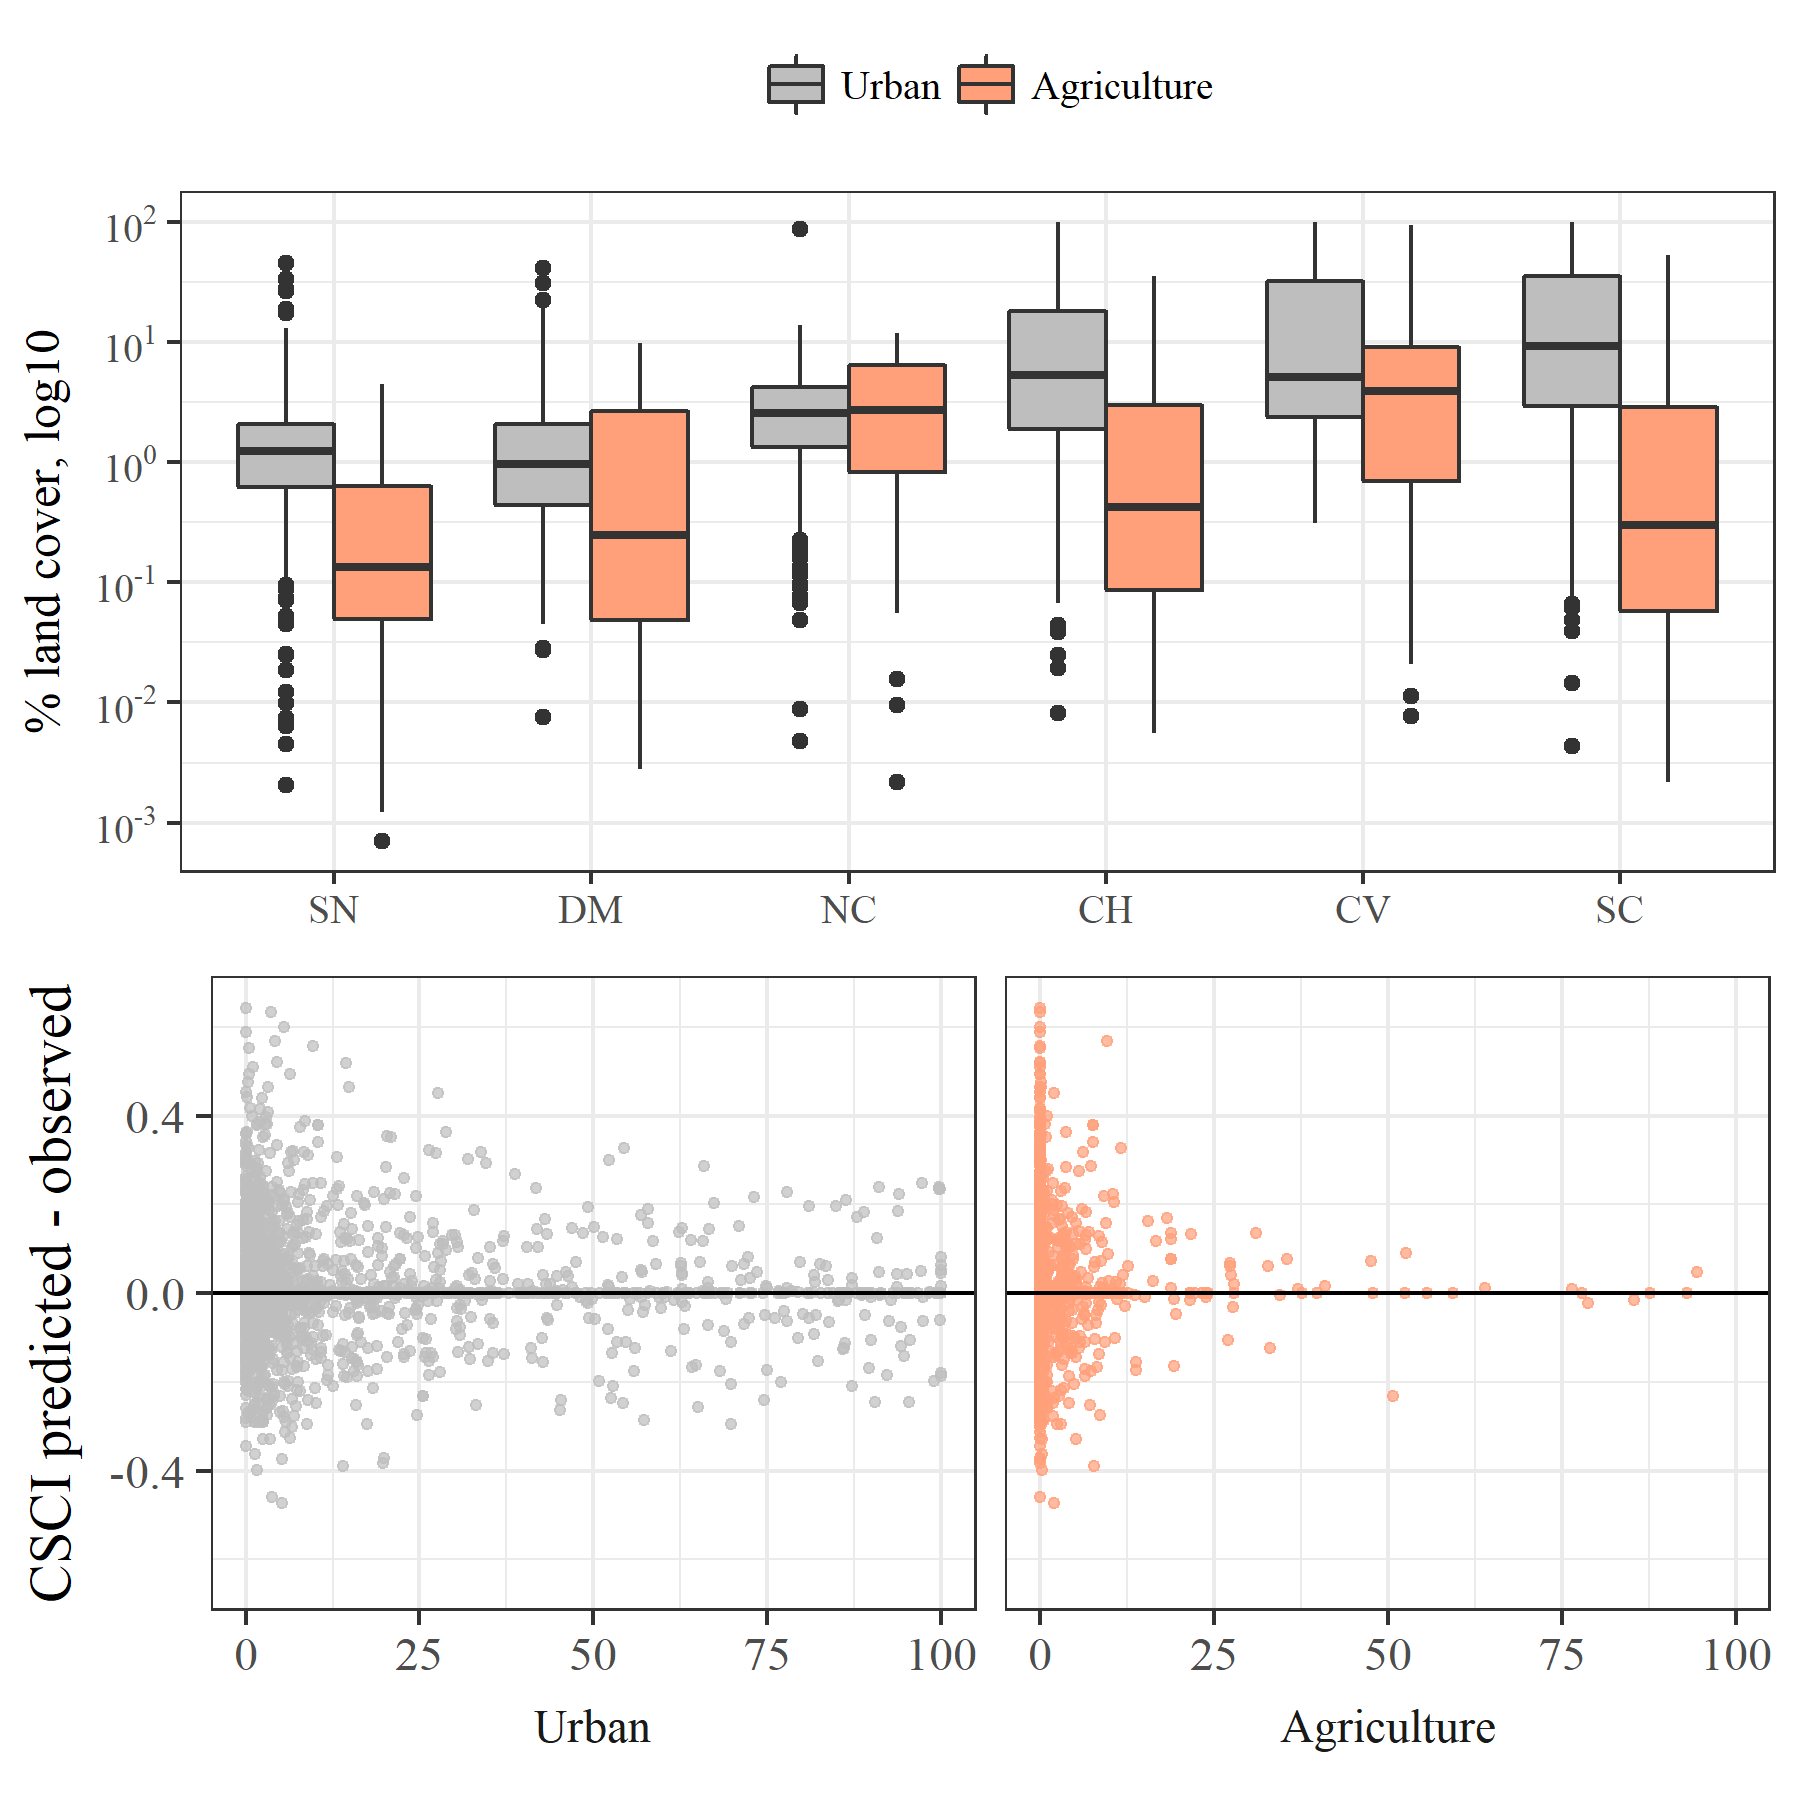 Urban Agriculture
% land cover, log10
10^2
10^1
10^0
10^-1
10^-2
10^-3
SN DM NC CH CV SC
CSCI predicted - observed
0.4
0.0
-0.4
0 25 50 75 100 0 25 50 75 100
Urban Agriculture